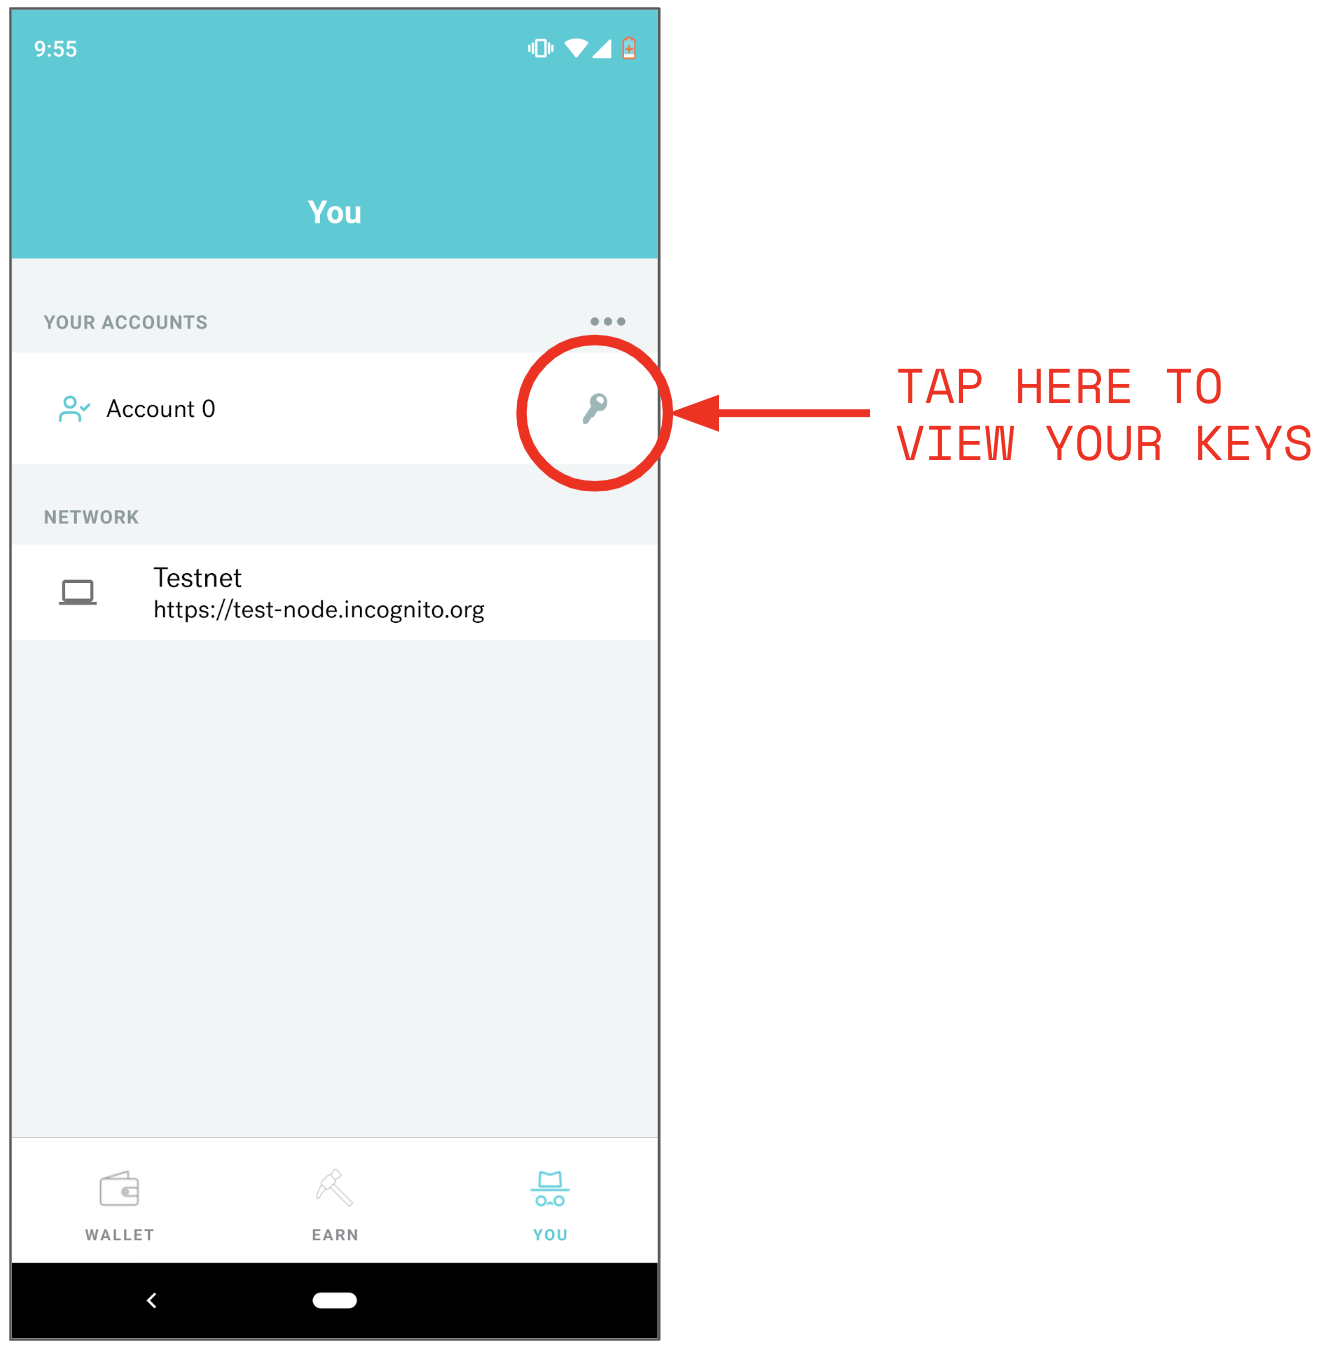 9:55
You
YOUR ACCOUNTS
Account 0
TAP HERE TO
VIEW YOUR KEYS
NETWORK
Testnet
https://test-node.incognito.org
WALLET
EARN
YOU